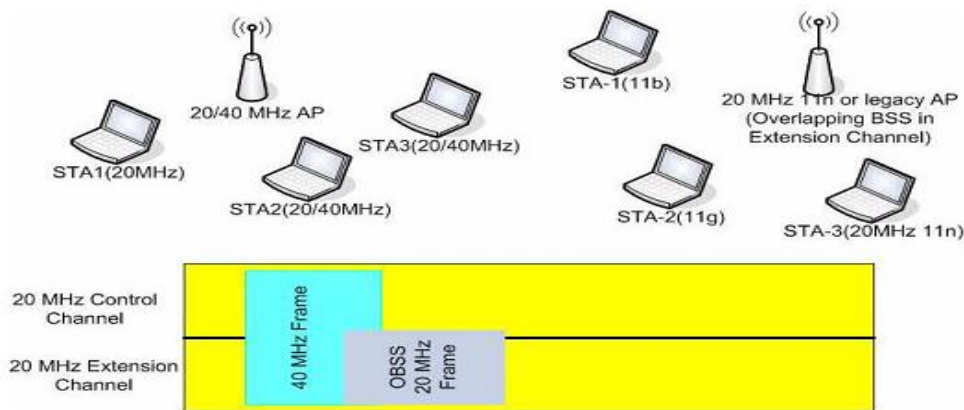 STA-1(11b)
20/40 MHz AP
20 MHz 11n or legacy AP
(Overlapping BSS in
Extension Channel)
STA3(20/40MHz)
STA1(20MHz)
STA2(20/40MHz)
STA-2(11g)
STA-3(20MHz 11n)
20 MHz Control
Channel
40 MHz Frame
20 MHz Extension
Channel
OBSS
20 MHz
Frame